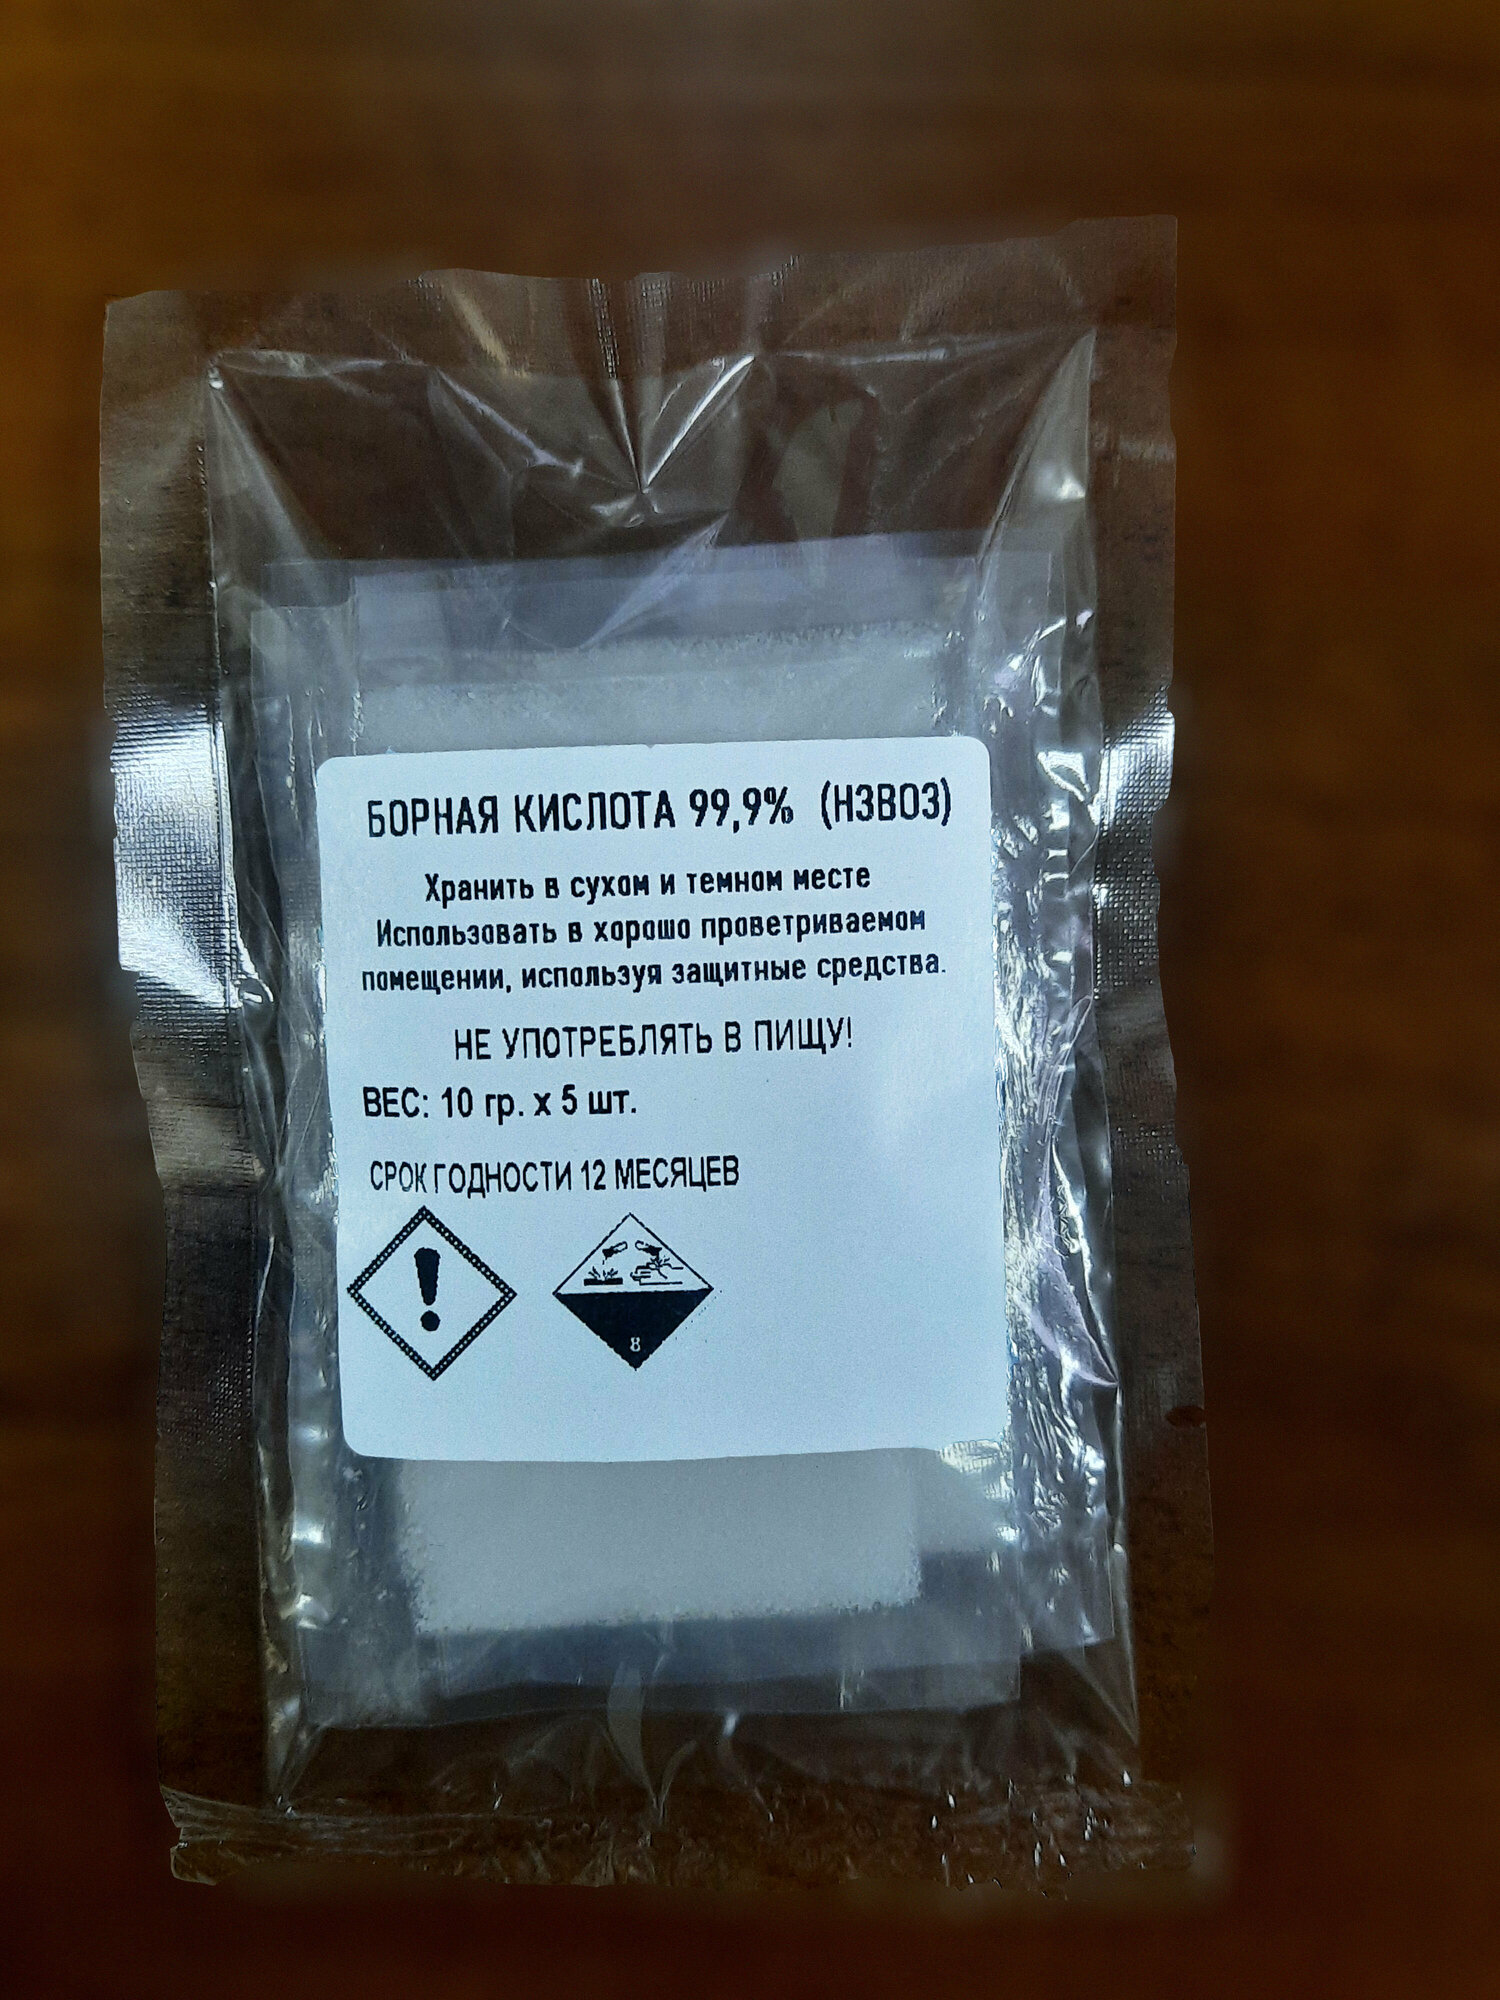 БОРНАЯ КИСЛОТА 99,9% (Н3ВО3)
Хранить в сухом и темном месте
Использовать в хорошо проветриваемом
помещении, используя защитные средства.
НЕ УПОТРЕБЛЯТЬ В ПИЩУ!
ВЕС: 10 гр. х 5 шт.
СРОК ГОДНОСТИ 12 МЕСЯЦЕВ
8